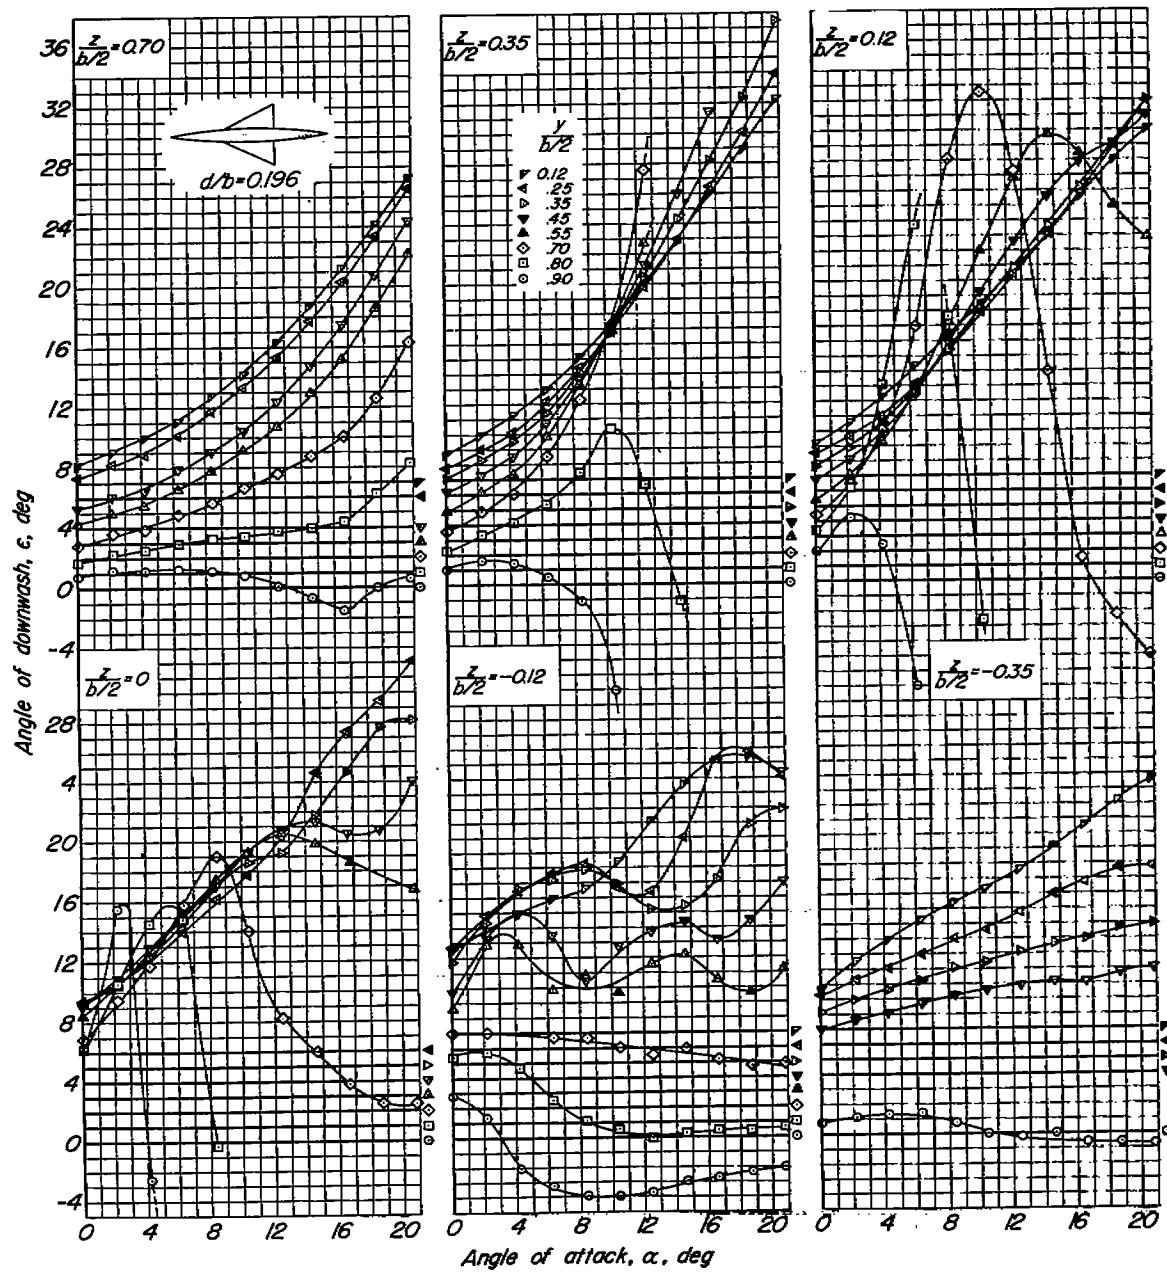 z/b/2 = 0.70
z/b/2 = 0.35
z/b/2 = 0.12
36
32
28
24
20
16
12
8
4
0
-4
d/b = 0.196
y/b/2
0.12
.25
.35
.45
.55
.70
.80
.90
Angle of downwash, ϵ, deg
z/b/2 = 0
z/b/2 = -0.12
z/b/2 = -0.35
28
4
20
16
12
8
4
0
-4
0 4 8 12 16 20
0 4 8 12 16 20
0 4 8 12 16 20
Angle of attack, α, deg